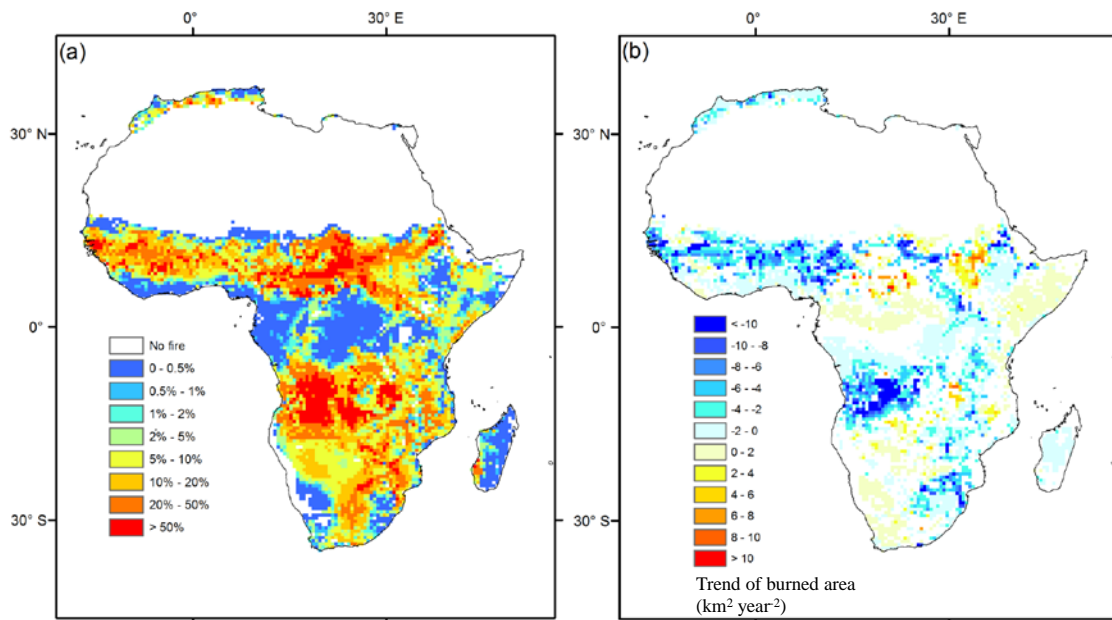 0°
30° E
(a)
30° N
0°
30° S
No fire
0 - 0.5%
0.5% - 1%
1% - 2%
2% - 5%
5% - 10%
10% - 20%
20% - 50%
> 50%
0°
30° E
(b)
30° N
0°
30° S
< -10
-10 - -8
-8 - -6
-6 - -4
-4 - -2
-2 - 0
0 - 2
2 - 4
4 - 6
6 - 8
8 - 10
> 10
Trend of burned area
(km² year⁻²)